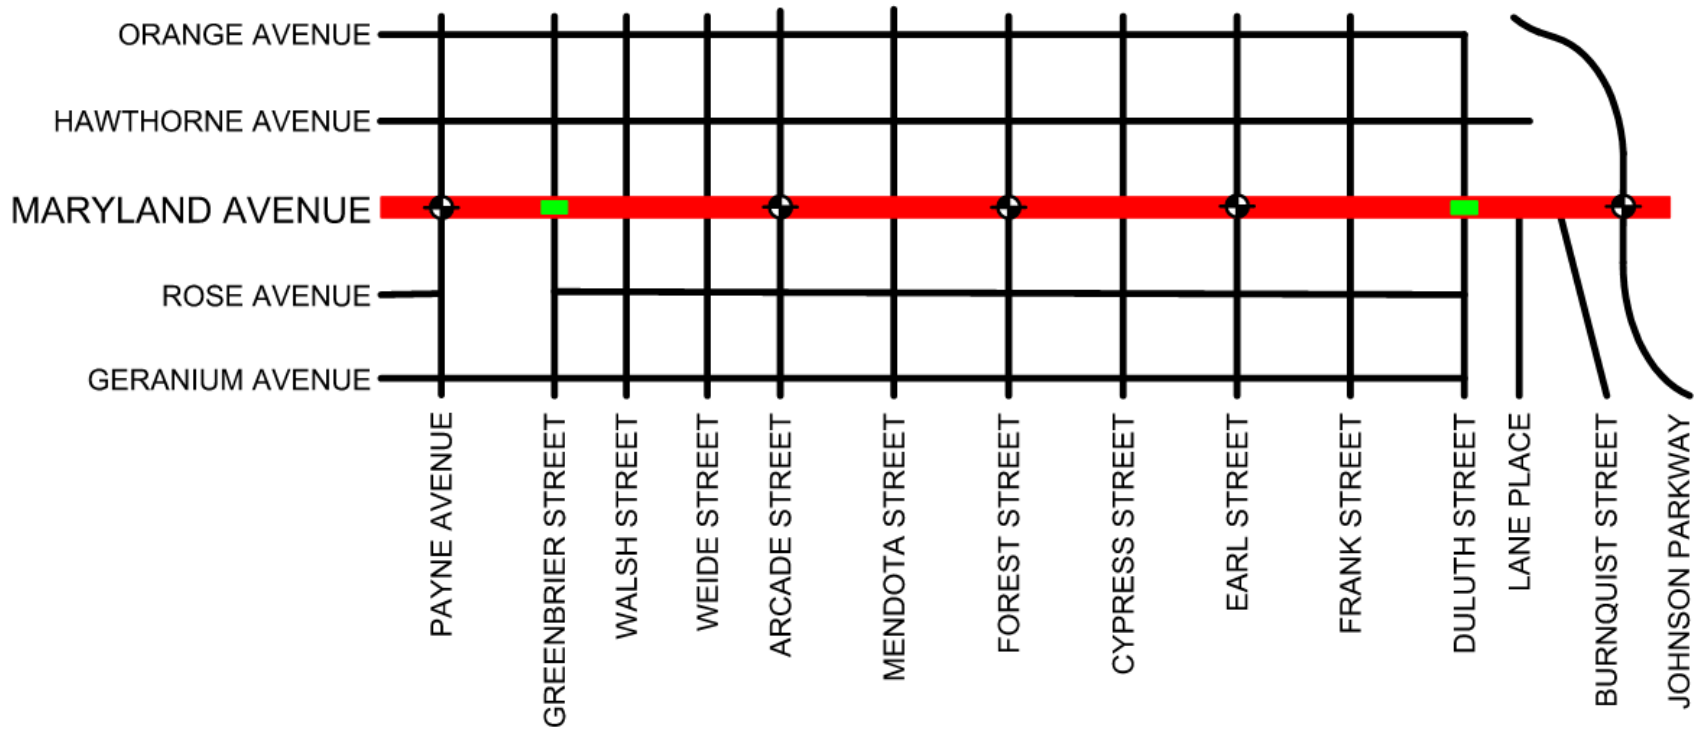 ORANGE AVENUE
HAWTHORNE AVENUE
MARYLAND AVENUE
ROSE AVENUE
GERANIUM AVENUE
PAYNE AVENUE
GREENBRIER STREET
WALSH STREET
WEIDE STREET
ARCADE STREET
MENDOTA STREET
FOREST STREET
CYPRESS STREET
EARL STREET
FRANK STREET
DULUTH STREET
LANE PLACE
BURNQUIST STREET
JOHNSON PARKWAY